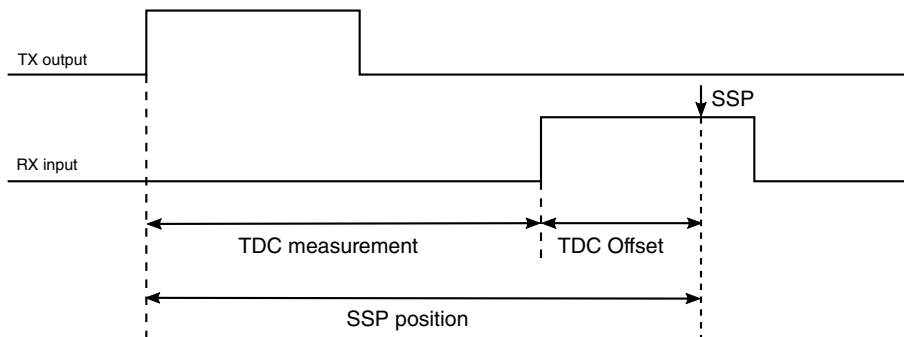 TX output
SSP
RX input
TDC measurement
TDC Offset
SSP position